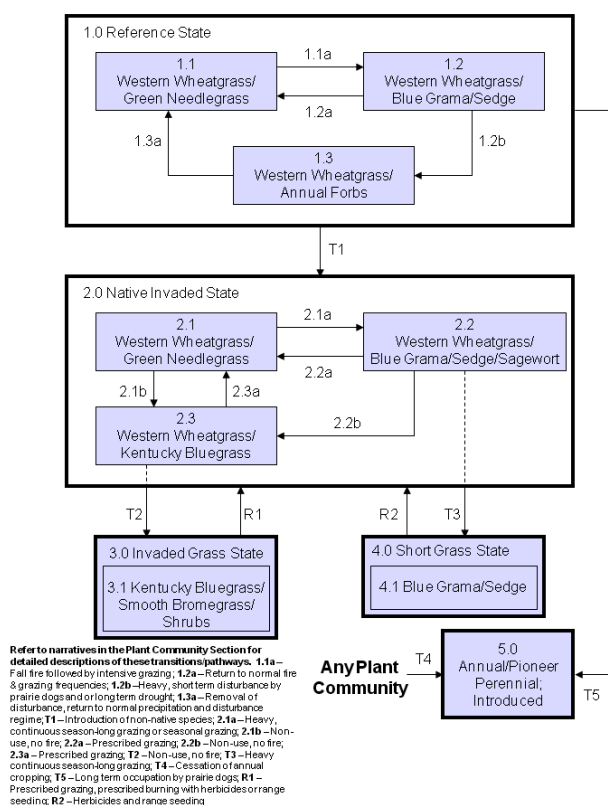 1.0 Reference State
1.1
Western Wheatgrass/
Green Needlegrass
1.1a
1.2a
1.2
Western Wheatgrass/
Blue Grama/Sedge
1.3a
1.2b
1.3
Western Wheatgrass/
Annual Forbs
T1
2.0 Native Invaded State
2.1
Western Wheatgrass/
Green Needlegrass
2.1a
2.2a
2.2
Western Wheatgrass/
Blue Grama/Sedge/Sagewort
2.1b
2.3a
2.2b
2.3
Western Wheatgrass/
Kentucky Bluegrass
T2
R1
R2
T3
3.0 Invaded Grass State
3.1 Kentucky Bluegrass/
Smooth Bromegrass/
Shrubs
4.0 Short Grass State
4.1 Blue Grama/Sedge
Any Plant
Community
T4
5.0
Annual/Pioneer
Perennial;
Introduced
T5
Refer to narratives in the Plant Community Section for
detailed descriptions of these transitions/pathways. 1.1a –
Fall fire followed by intensive grazing; 1.2a – Return to normal fire
& grazing frequencies; 1.2b – Heavy, short term disturbance by
prairie dogs and or long term drought; 1.3a – Removal of
disturbance, return to normal precipitation and disturbance
regime; T1 – Introduction of non-native species; 2.1a – Heavy,
continuous season-long grazing or seasonal grazing; 2.1b – Non-
use, no fire; 2.2a – Prescribed grazing; 2.2b – Non-use, no fire;
2.3a – Prescribed grazing; T2 – Non-use, no fire; T3 – Heavy
continuous season-long grazing; T4 – Cessation of annual
cropping; T5 – Long term occupation by prairie dogs; R1 –
Prescribed grazing, prescribed burning with herbicides or range
seeding; R2 – Herbicides and range seeding